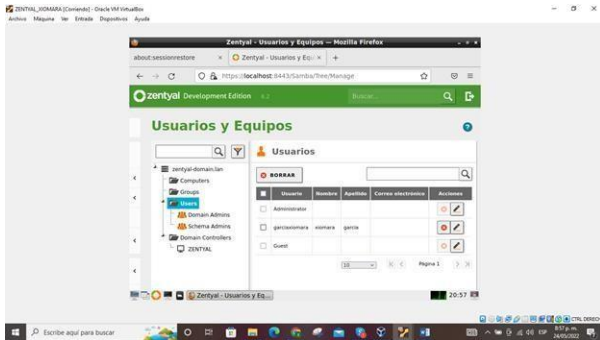 ZENTYAL_XIOMARA [Corriendo] - Oracle VM VirtualBox
Archivo Máquina Ver Entrada Dispositivos Ayuda
Zentyal - Usuarios y Equipos — Mozilla Firefox
about:sessionrestore
Zentyal - Usuarios y Equ
https://localhost:8443/Samba/Tree/Manage
zentyal Development Edition
Buscar...
Usuarios y Equipos
Usuarios
zentyal-domain.lan
Computers
Groups
Users
Domain Admins
Schema Admins
Domain Controllers
ZENTYAL
BORRAR
Usuario Nombre Apellido Correo electrónico Acciones
Administrator
garciaxiomara xiomara garcia
Guest
10
Página 1
Zentyal - Usuarios y Eq...
20:57
CTRL DERECHO
Escribe aquí para buscar
ESP
8:57 p. m.
24/05/2022